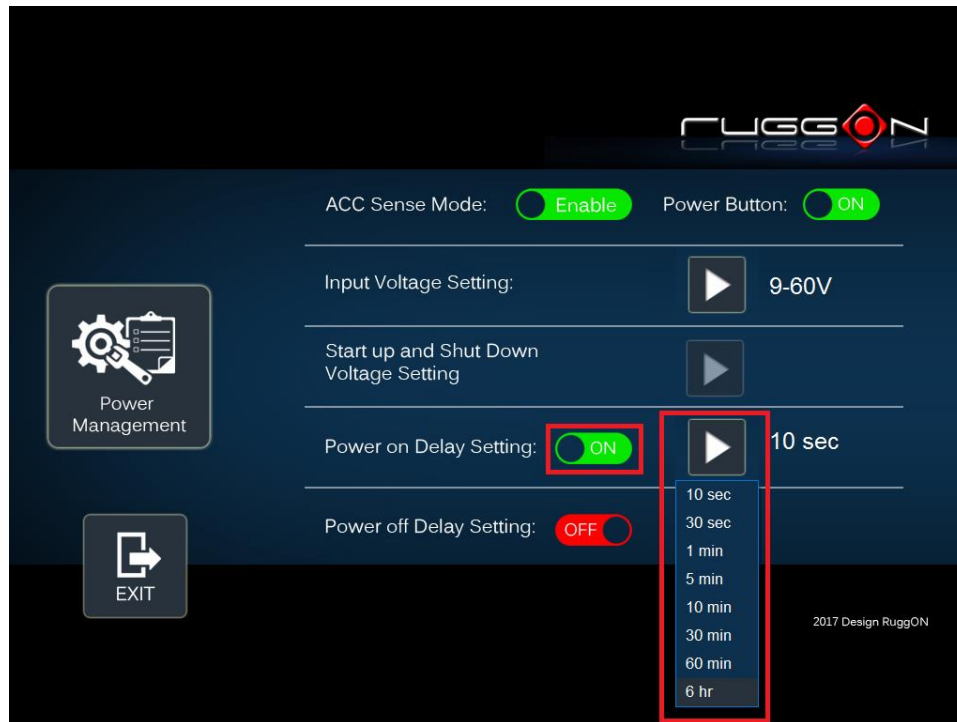 RUGGON
ACC Sense Mode: Enable Power Button: ON
Input Voltage Setting: 9-60V
Start up and Shut Down
Voltage Setting
Power
Management
Power on Delay Setting: ON 10 sec
10 sec
30 sec
1 min
5 min
10 min
30 min
60 min
6 hr
Power off Delay Setting: OFF
EXIT
2017 Design RuggON